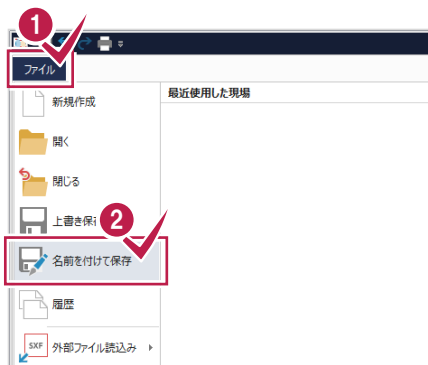 1
ファイル
最近使用した現場
新規作成
開く
閉じる
上書き保
2
名前を付けて保存
履歴
SXF 外部ファイル読込み